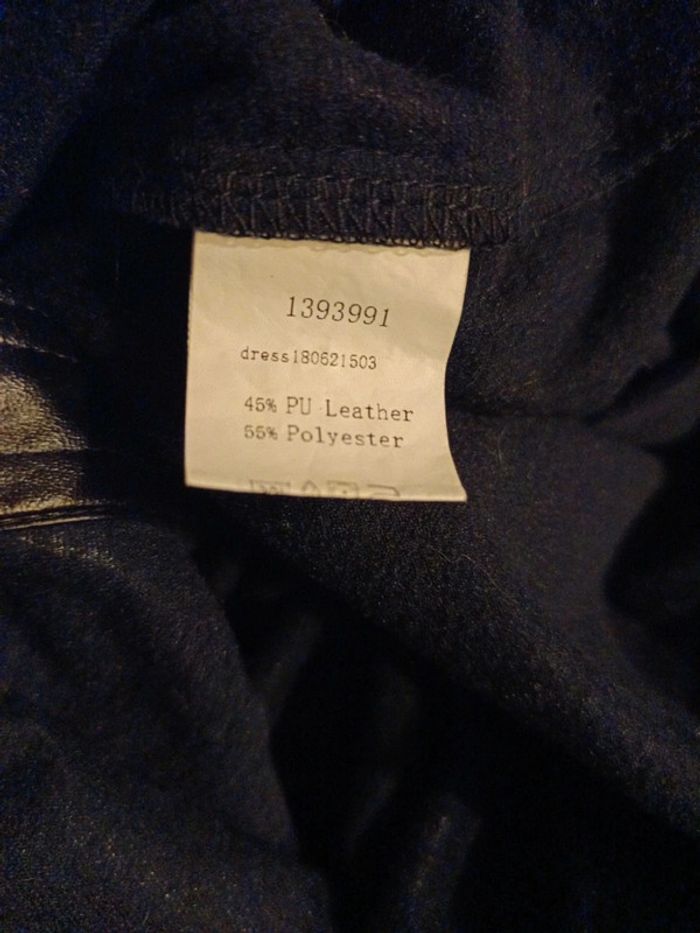 1393991
dress180621503
45% PU Leather
55% Polyester